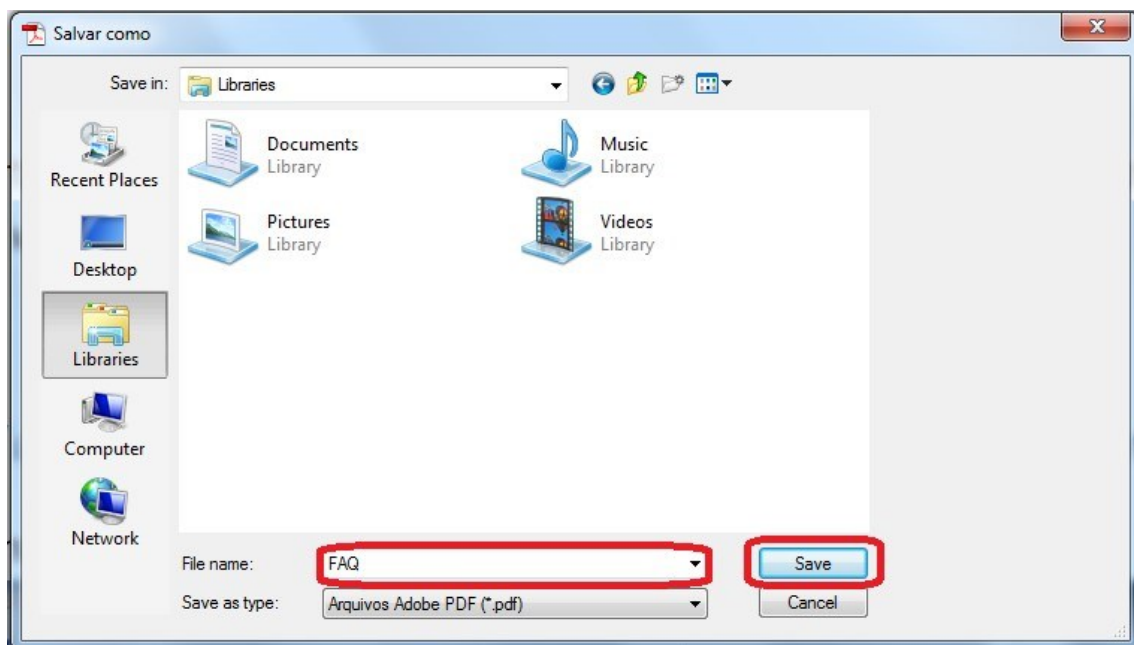 Salvar como
Save in:
Libraries
Recent Places
Desktop
Libraries
Computer
Network
Documents
Library
Music
Library
Pictures
Library
Videos
Library
File name:
FAQ
Save
Save as type:
Arquivos Adobe PDF (*.pdf)
Cancel